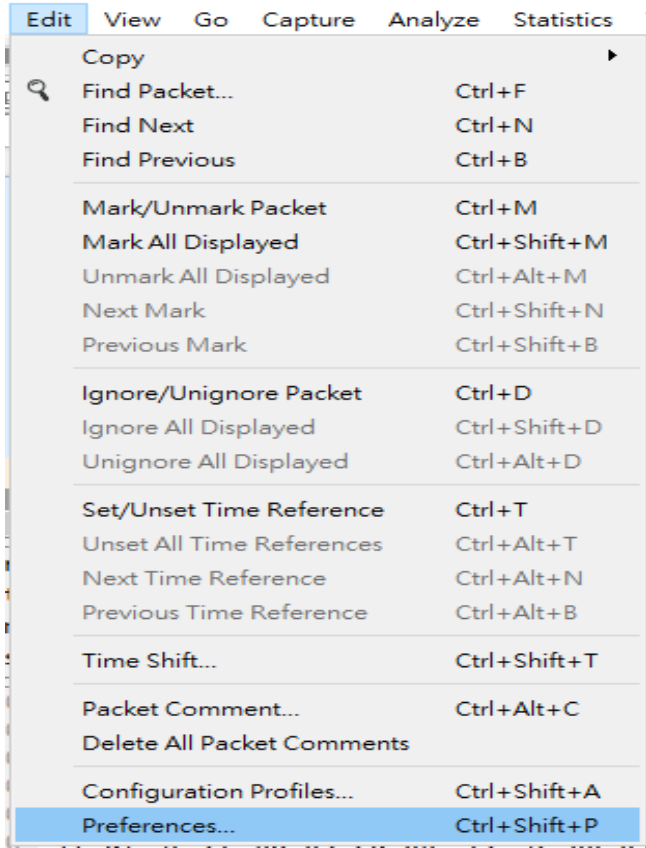 Edit View Go Capture Analyze Statistics
Copy
Find Packet... Ctrl+F
Find Next Ctrl+N
Find Previous Ctrl+B
Mark/Unmark Packet Ctrl+M
Mark All Displayed Ctrl+Shift+M
Unmark All Displayed Ctrl+Alt+M
Next Mark Ctrl+Shift+N
Previous Mark Ctrl+Shift+B
Ignore/Unignore Packet Ctrl+D
Ignore All Displayed Ctrl+Shift+D
Unignore All Displayed Ctrl+Alt+D
Set/Unset Time Reference Ctrl+T
Unset All Time References Ctrl+Alt+T
Next Time Reference Ctrl+Alt+N
Previous Time Reference Ctrl+Alt+B
Time Shift... Ctrl+Shift+T
Packet Comment... Ctrl+Alt+C
Delete All Packet Comments
Configuration Profiles... Ctrl+Shift+A
Preferences... Ctrl+Shift+P